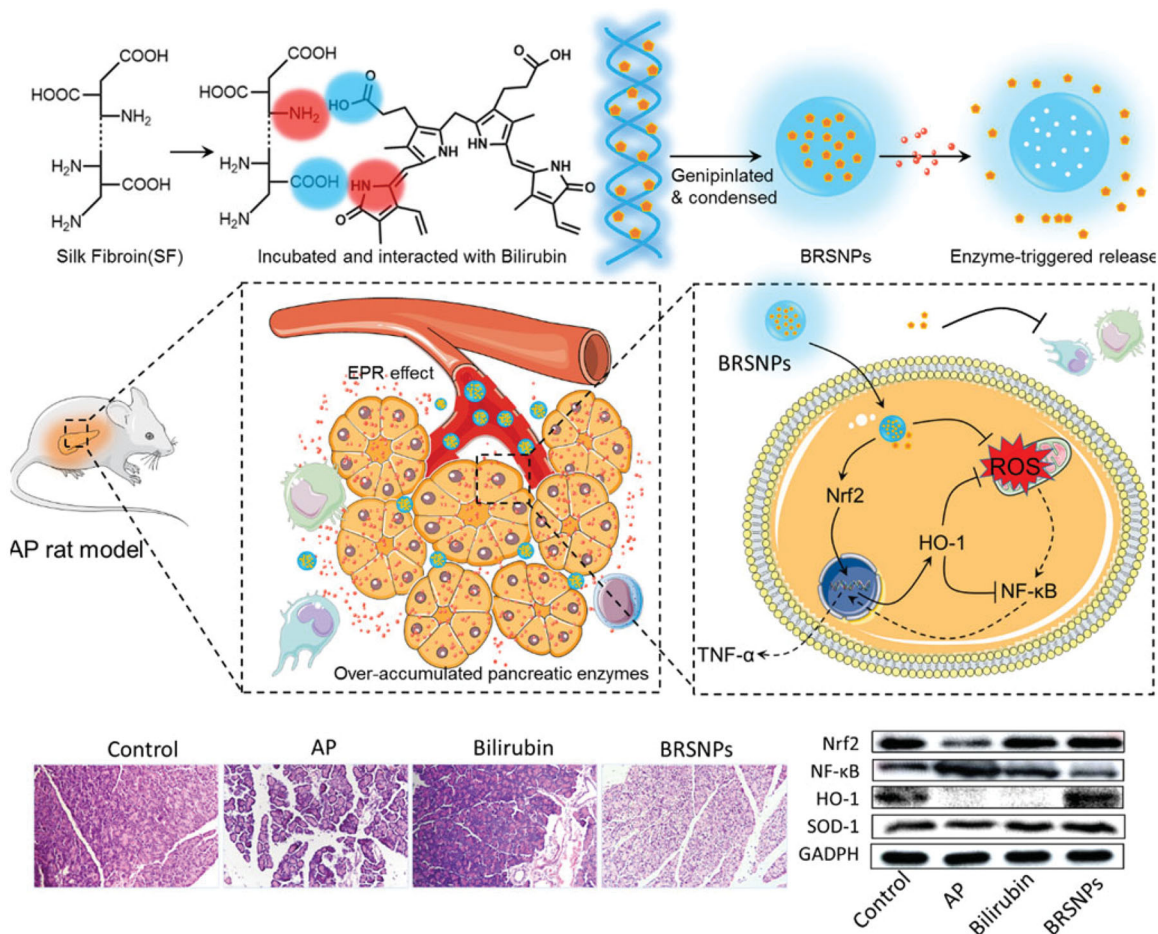 COOH
HOOC
NH₂
H₂N
COOH
H₂N
Silk Fibroin(SF)
COOH
HOOC
NH₂
H₂N
COOH
H₂N
O
HO
O
OH
NH
HN
HN
O
NH
O
Incubated and interacted with Bilirubin
Genipinlated
& condensed
BRSNPs
Enzyme-triggered release
AP rat model
EPR effect
Over-accumulated pancreatic enzymes
BRSNPs
ROS
Nrf2
HO-1
NF-κB
TNF-α
Control
AP
Bilirubin
BRSNPs
Nrf2
NF-κB
HO-1
SOD-1
GADPH
Control
AP
Bilirubin
BRSNPs